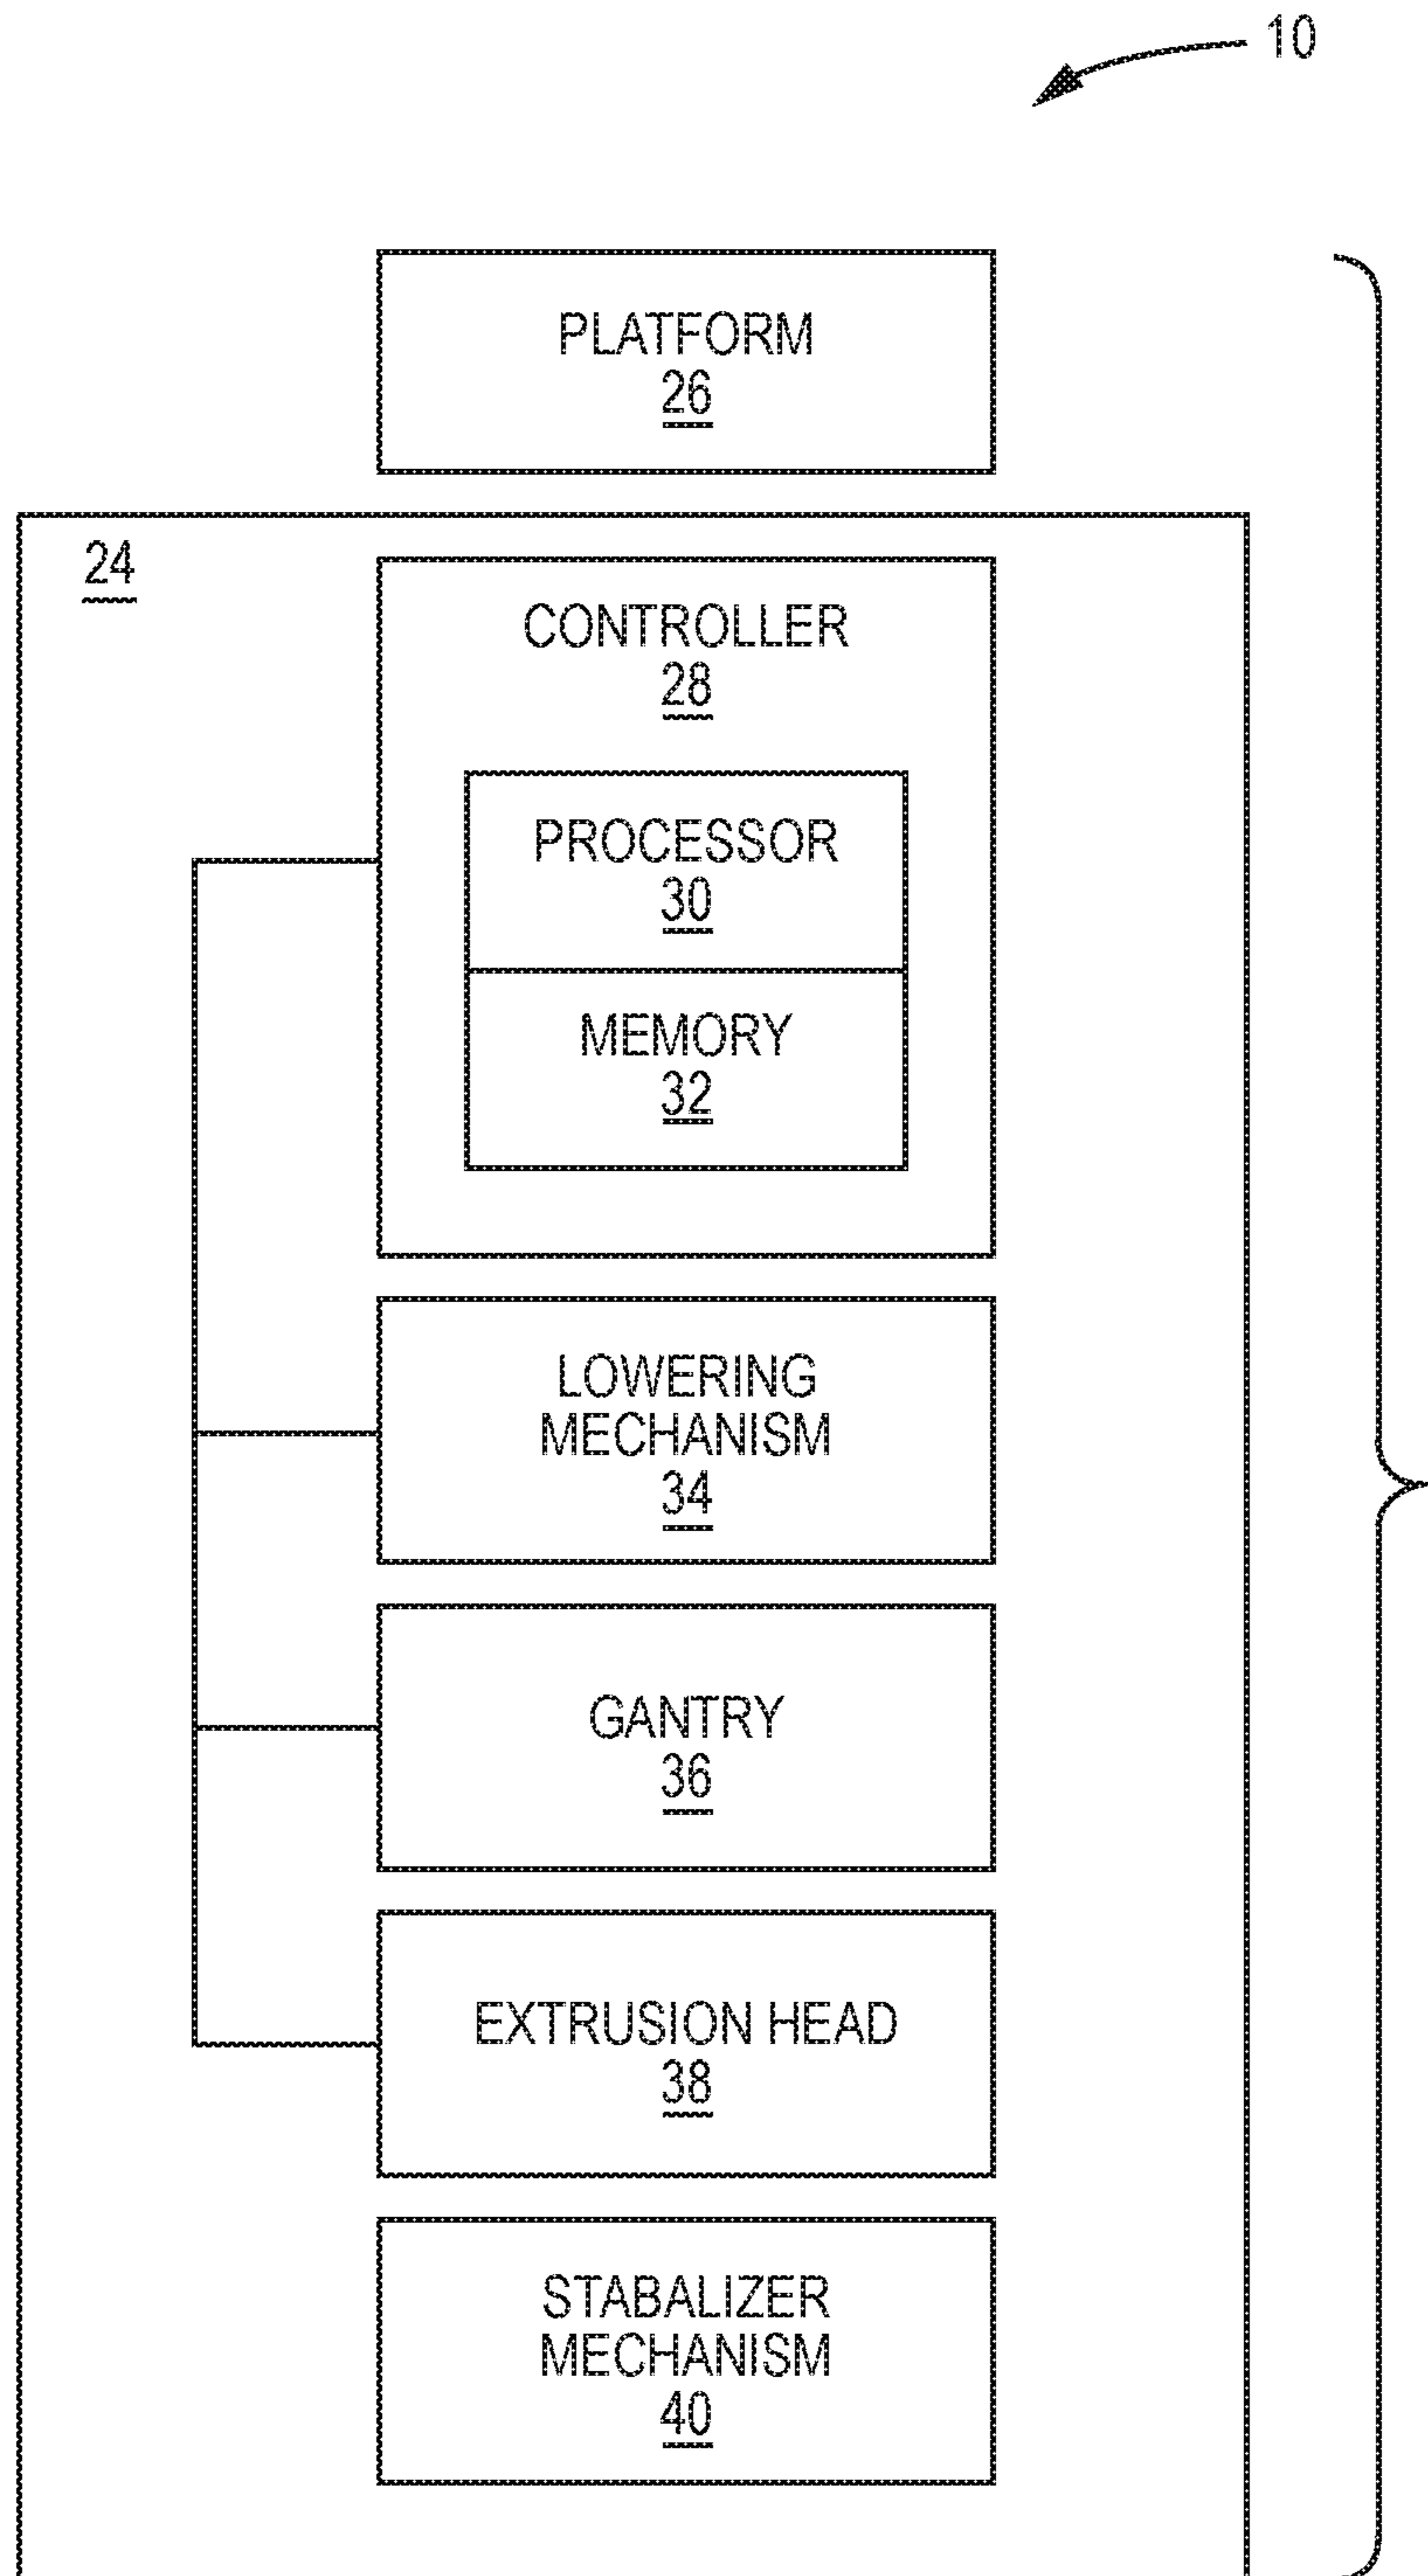 10
PLATFORM
26
24
CONTROLLER
28
PROCESSOR
30
MEMORY
32
LOWERING
MECHANISM
34
GANTRY
36
EXTRUSION HEAD
38
STABALIZER
MECHANISM
40